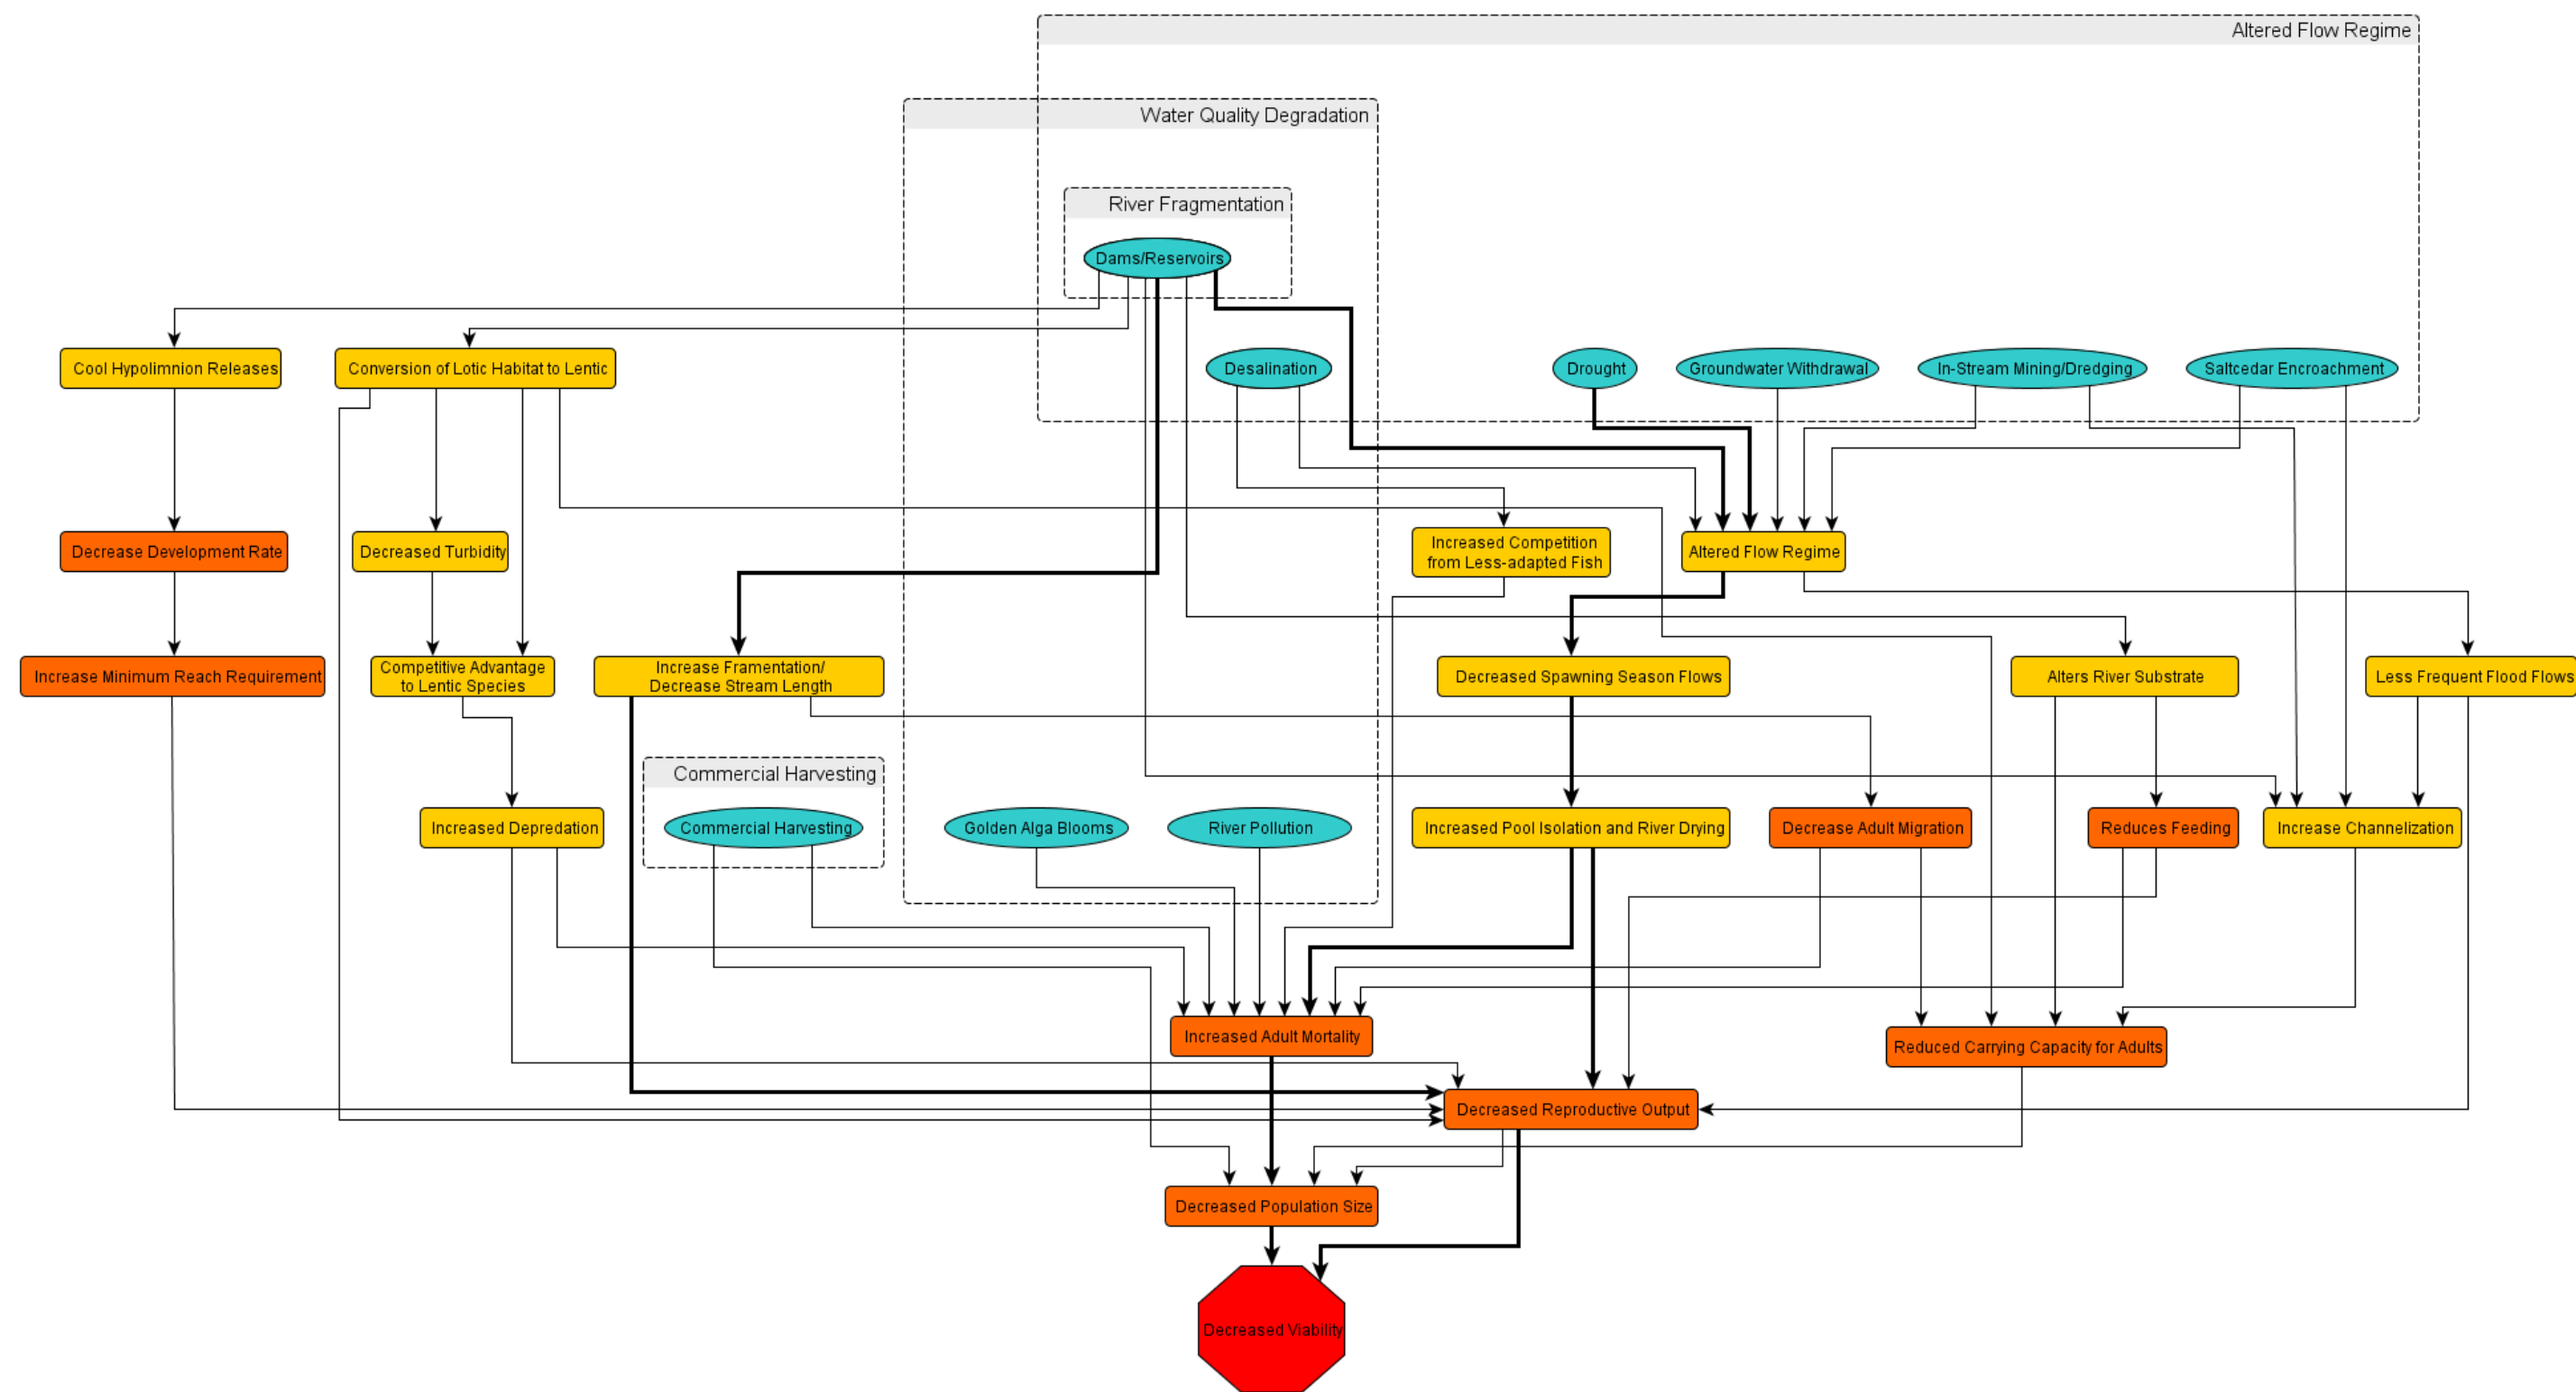 Altered Flow Regime
Water Quality Degradation
River Fragmentation
Dams/Reservoirs
Cool Hypolimnion Releases
Conversion of Lotic Habitat to Lentic
Desalination
Drought
Groundwater Withdrawal
In-Stream Mining/Dredging
Saltcedar Encroachment
Decrease Development Rate
Decreased Turbidity
Increased Competition
from Less-adapted Fish
Altered Flow Regime
Increase Minimum Reach Requirement
Competitive Advantage
to Lentic Species
Increase Framentation/
Decrease Stream Length
Decreased Spawning Season Flows
Alters River Substrate
Less Frequent Flood Flows
Commercial Harvesting
Increased Depredation
Commercial Harvesting
Golden Alga Blooms
River Pollution
Increased Pool Isolation and River Drying
Decrease Adult Migration
Reduces Feeding
Increase Channelization
Increased Adult Mortality
Reduced Carrying Capacity for Adults
Decreased Reproductive Output
Decreased Population Size
Decreased Viability